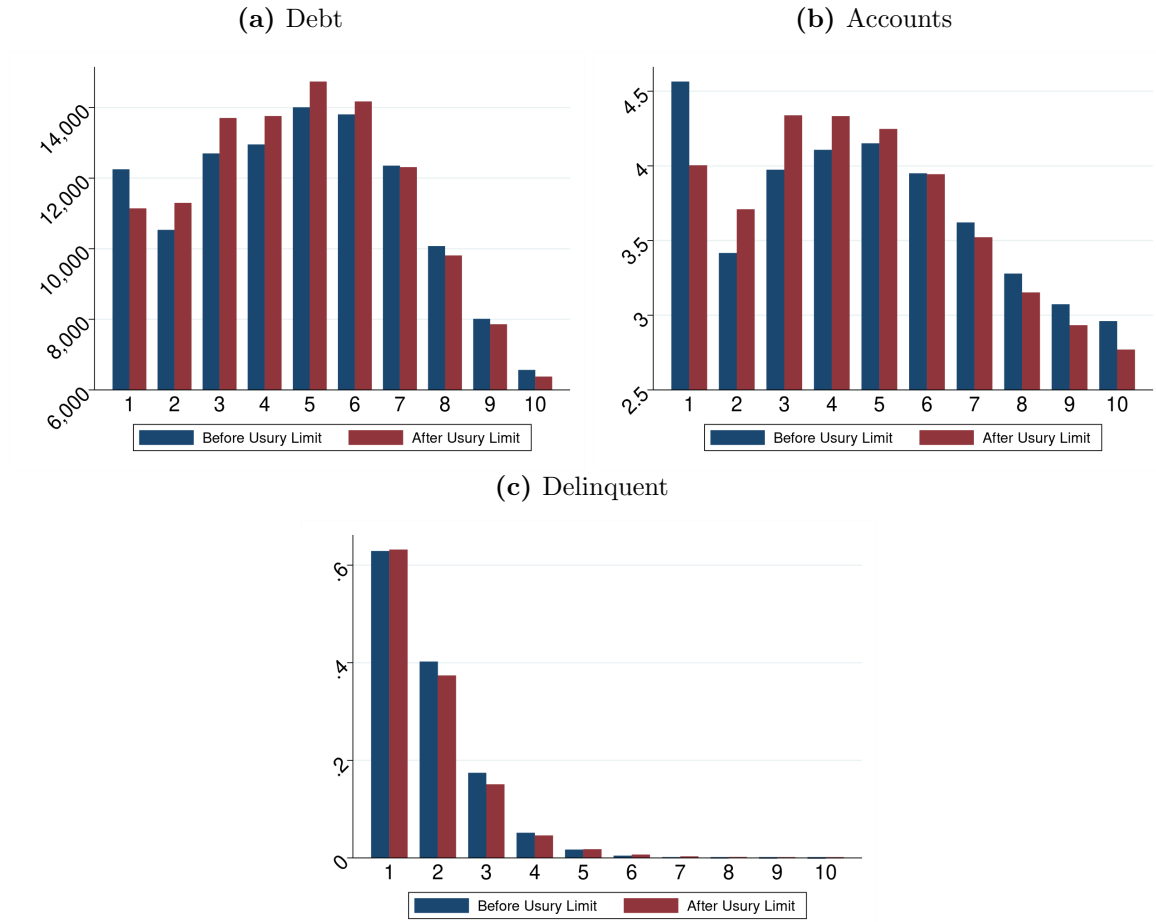 (a) Debt
14,000
12,000
10,000
8,000
6,000
1 2 3 4 5 6 7 8 9 10
Before Usury Limit After Usury Limit
(b) Accounts
4.5
4
3.5
3
2.5
1 2 3 4 5 6 7 8 9 10
Before Usury Limit After Usury Limit
(c) Delinquent
.6
.4
.2
0
1 2 3 4 5 6 7 8 9 10
Before Usury Limit After Usury Limit